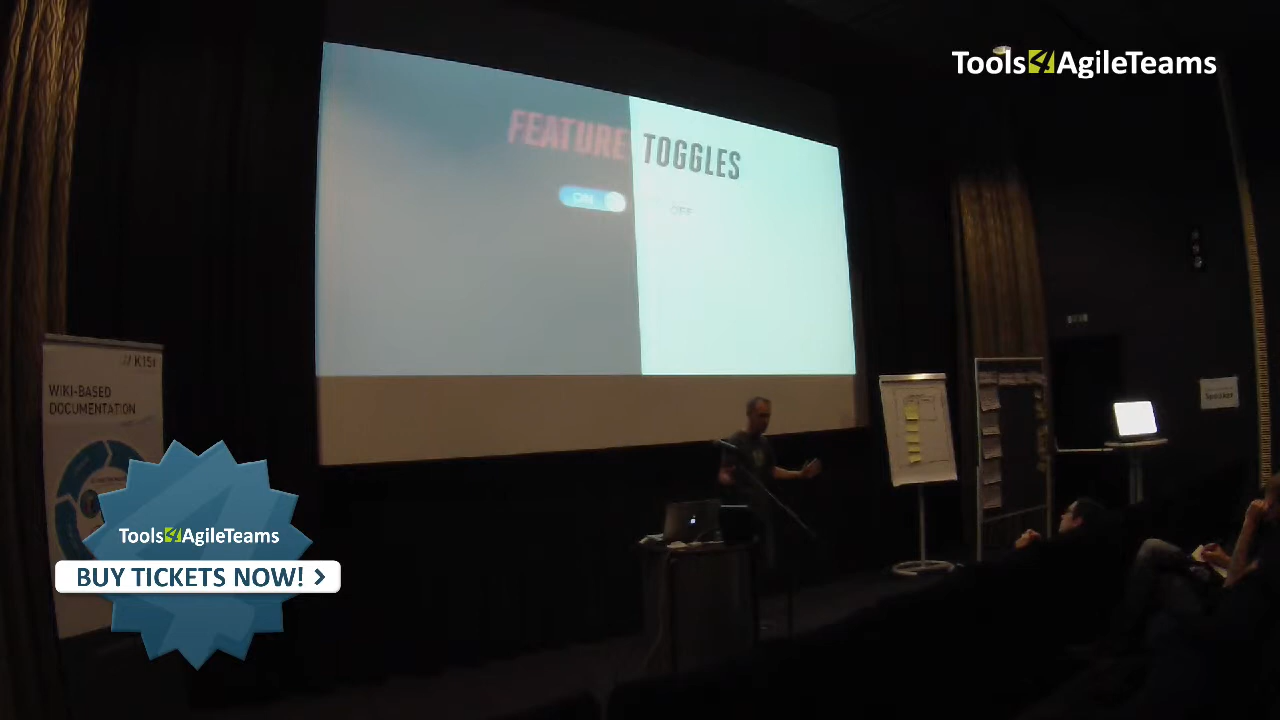 Tools4AgileTeams
FEATURE TOGGLES
ON
OFF
K15t
WIKI-BASED
DOCUMENTATION
Tools4AgileTeams
BUY TICKETS NOW! >